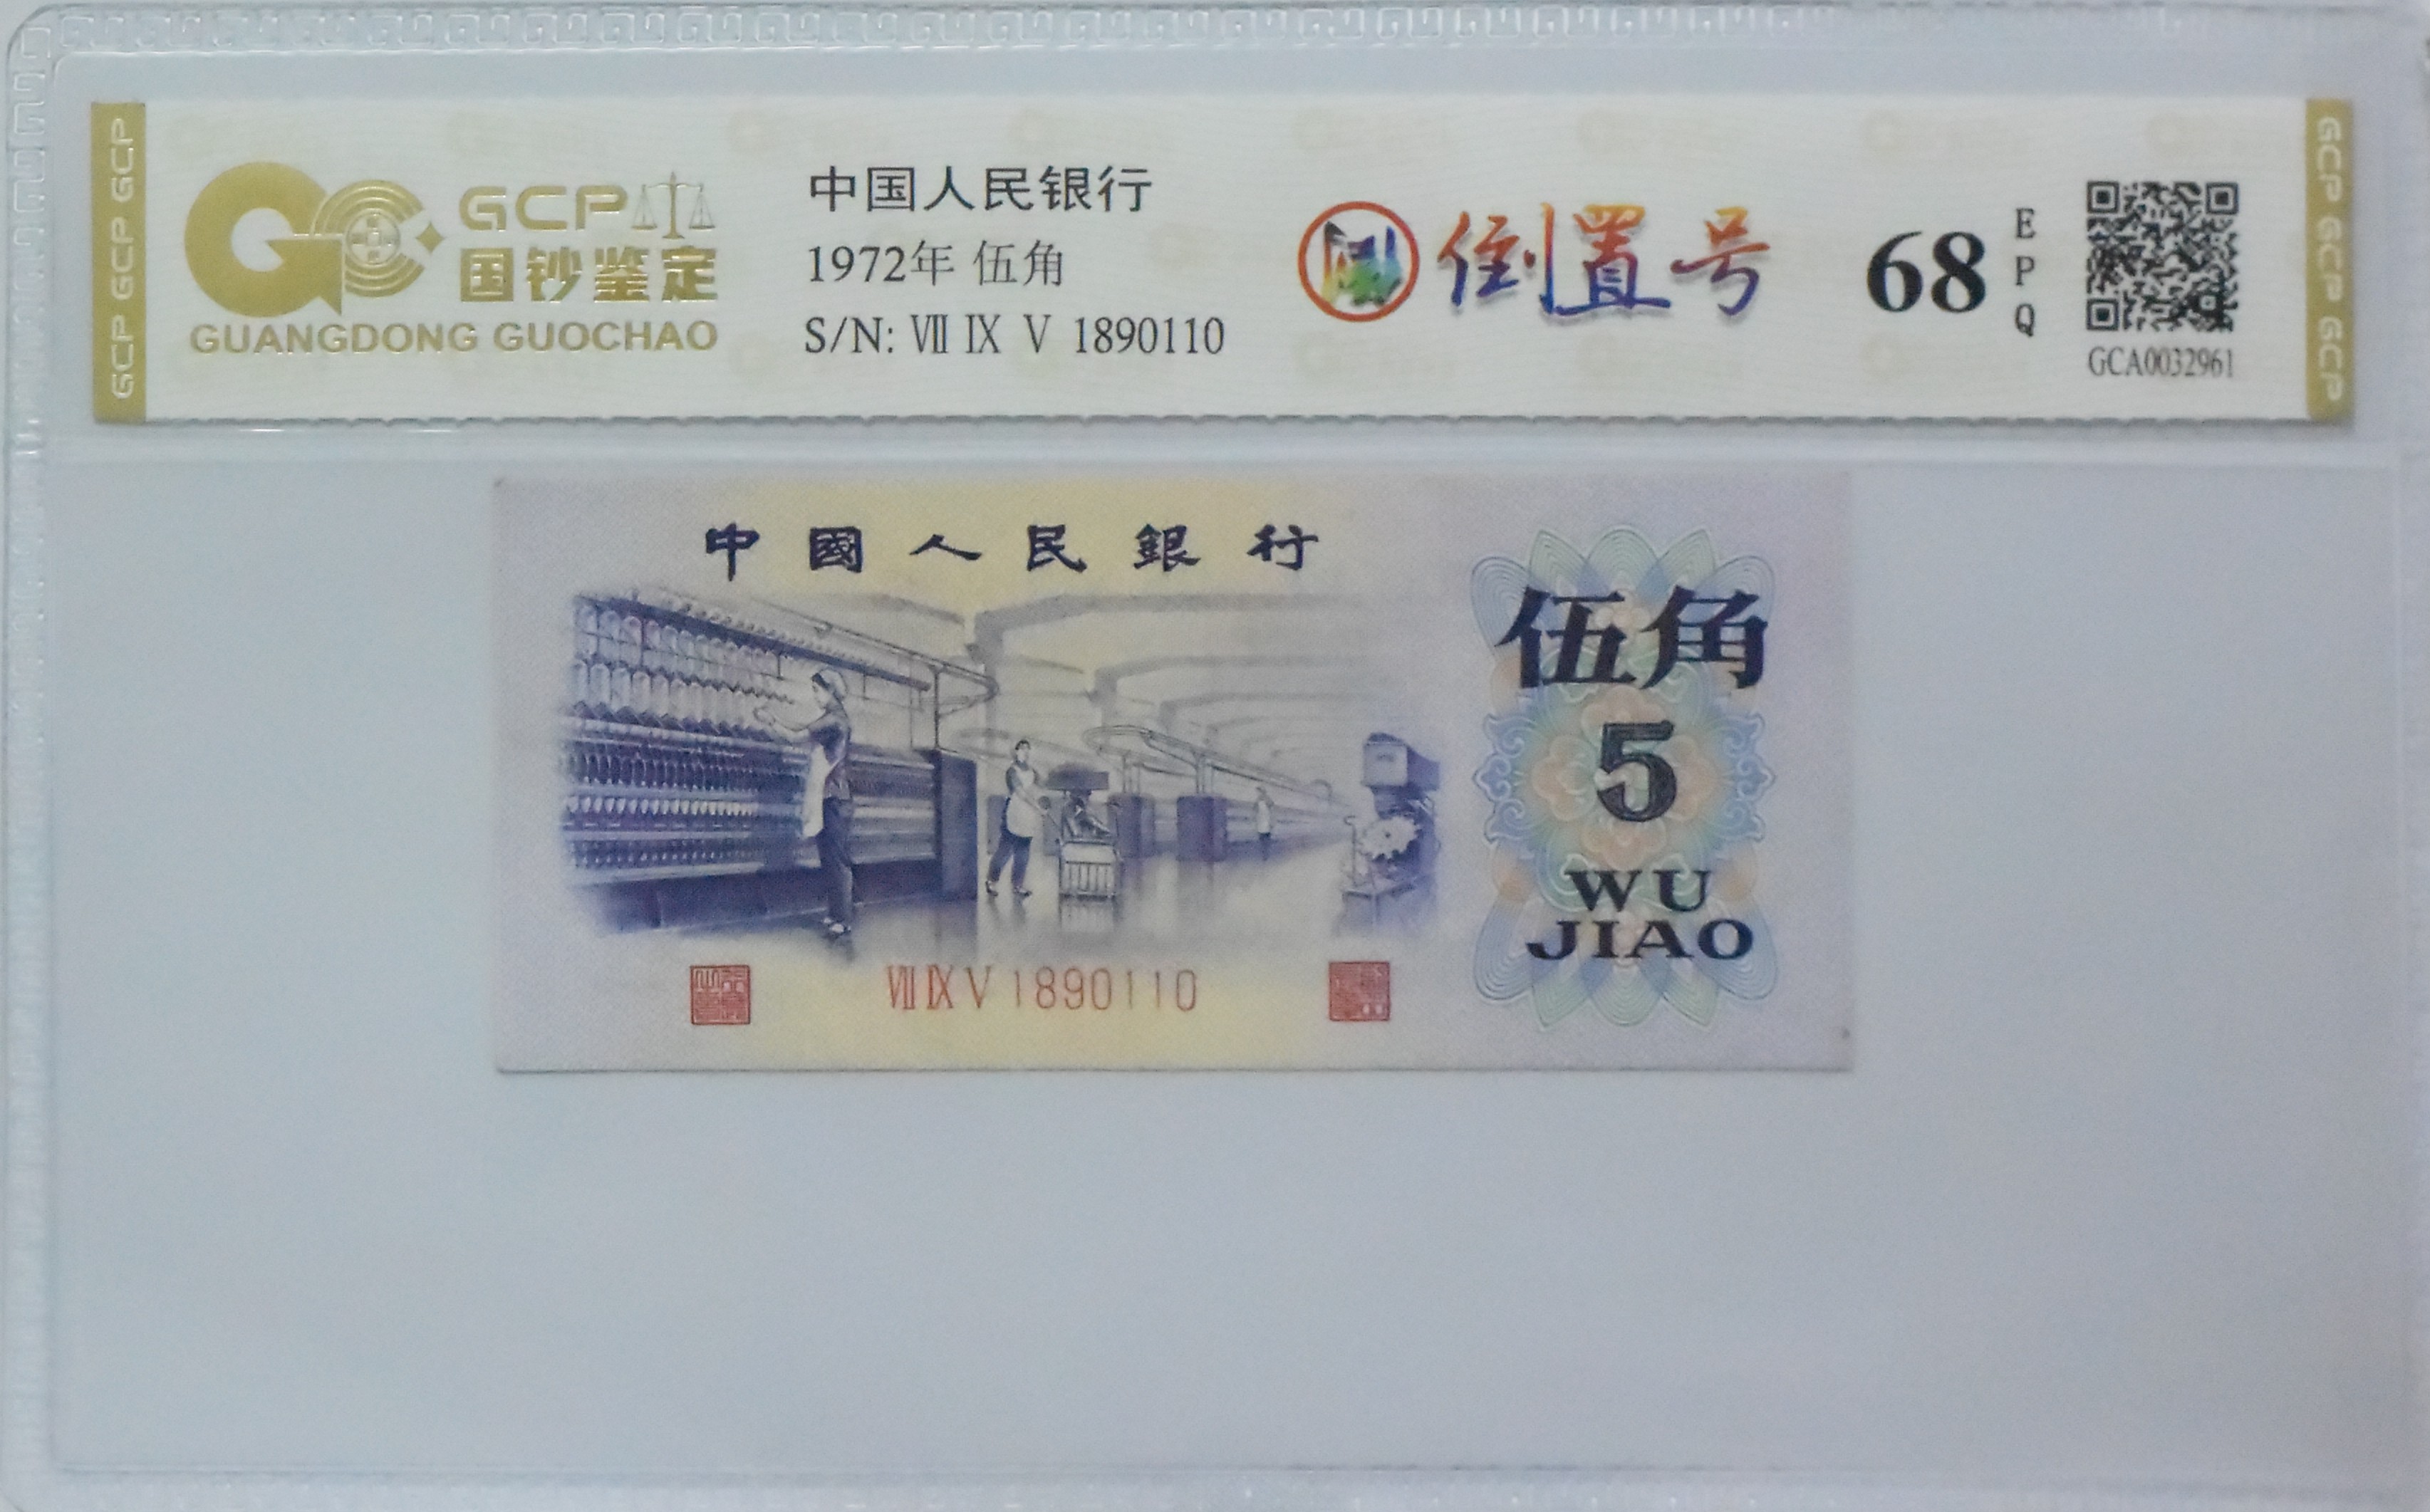 GCP GCP GCP
GCP
国钞鉴定
GUANGDONG GUOCHAO
中国人民银行
1972年 伍角
S/N: Ⅶ Ⅸ Ⅴ 1890110
倒置号
68
EPQ
GCA0032961
GCP GCP GCP
中國人民銀行
伍角
5
WU
JIAO
Ⅶ Ⅸ Ⅴ 1890110